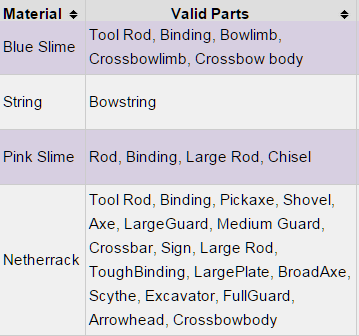 Material Valid Parts
Blue Slime
Tool Rod, Binding, Bowlimb,
Crossbowlimb, Crossbow body
String
Bowstring
Pink Slime
Rod, Binding, Large Rod, Chisel
Netherrack
Tool Rod, Binding, Pickaxe, Shovel,
Axe, LargeGuard, Medium Guard,
Crossbar, Sign, Large Rod,
ToughBinding, LargePlate, BroadAxe,
Scythe, Excavator, FullGuard,
Arrowhead, Crossbowbody